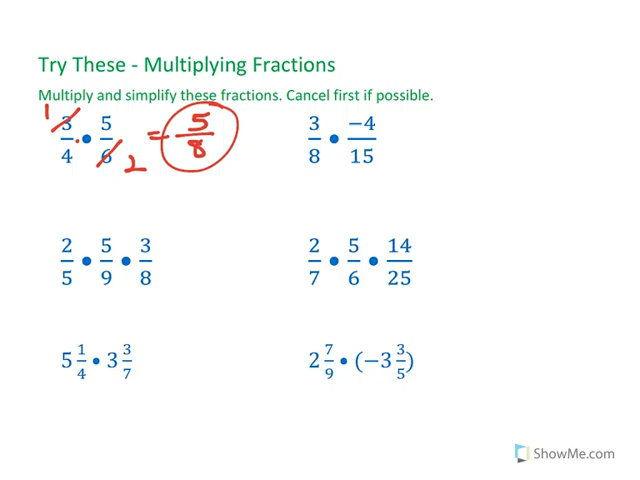 Try These - Multiplying Fractions
Multiply and simplify these fractions. Cancel first if possible.
1 3/4 • 5/6 2 = 5/8
3/8 • −4/15
2/5 • 5/9 • 3/8
2/7 • 5/6 • 14/25
5 1/4 • 3 3/7
2 7/9 • (−3 3/5)
ShowMe.com